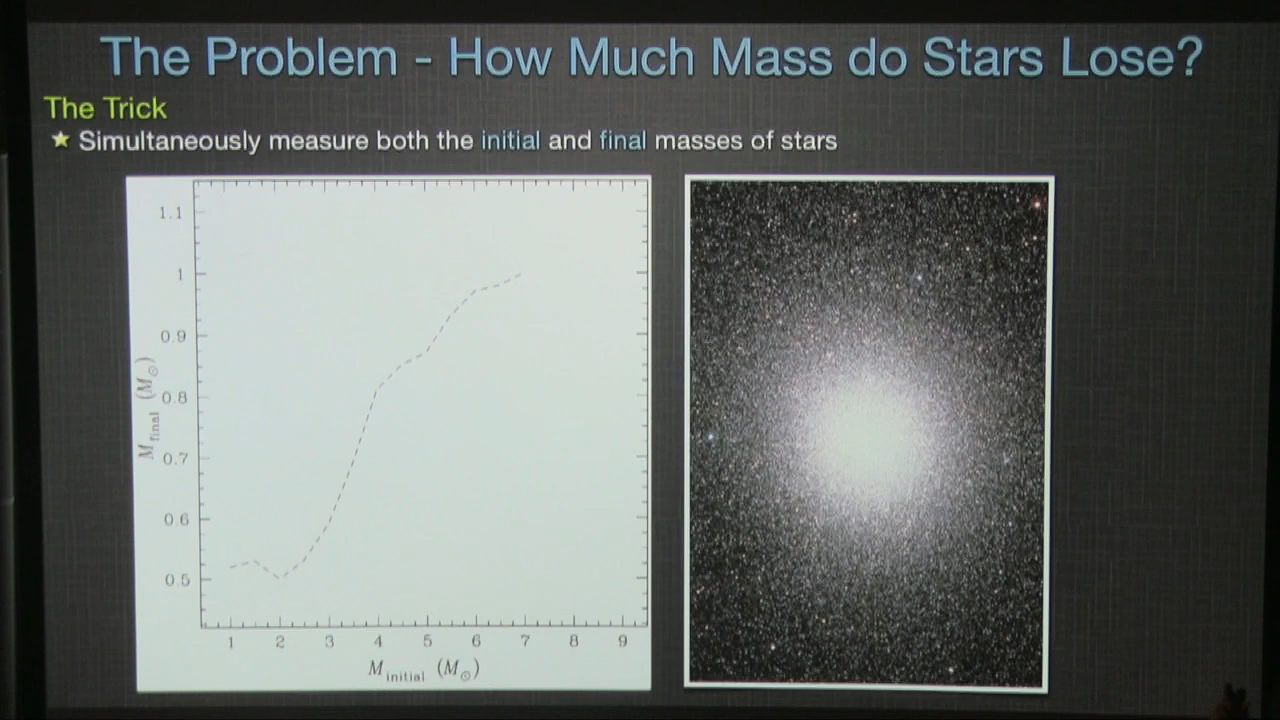 The Problem - How Much Mass do Stars Lose?
The Trick
★ Simultaneously measure both the initial and final masses of stars
1.1
1
0.9
0.8
0.7
0.6
0.5
M_final (M_⊙)
1 2 3 4 5 6 7 8 9
M_initial (M_⊙)